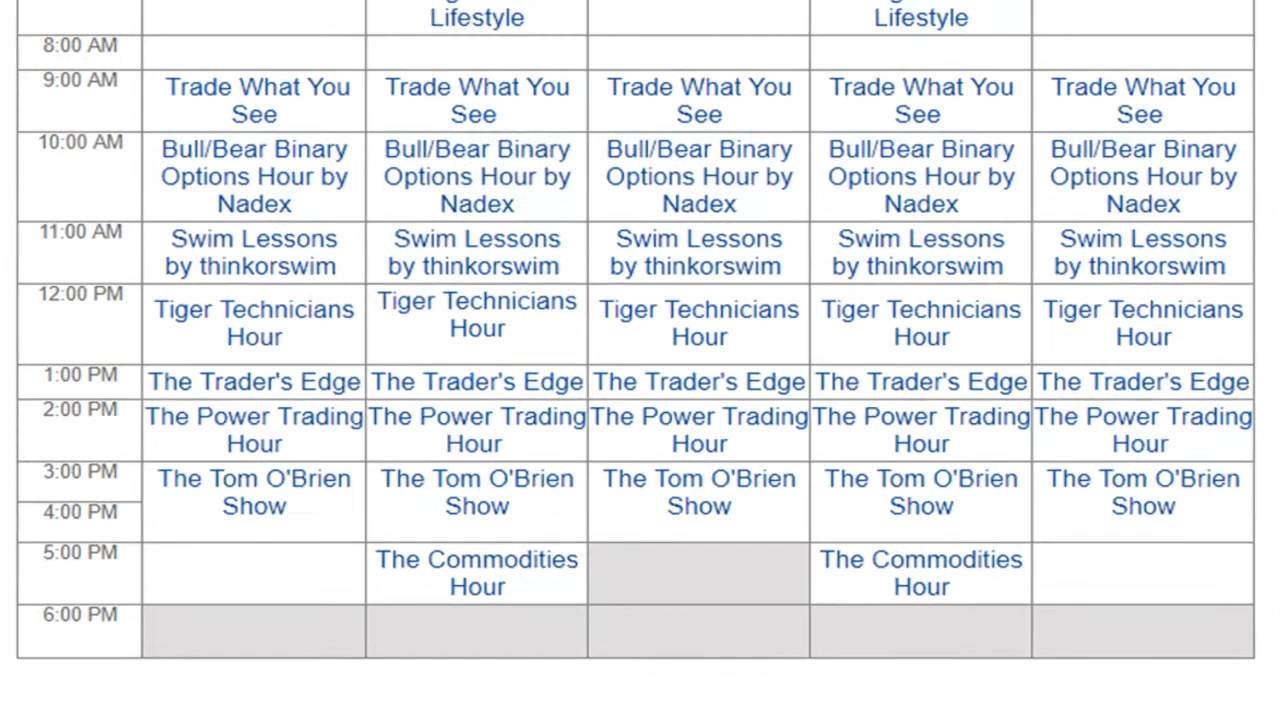 Lifestyle Lifestyle
8:00 AM
9:00 AM Trade What You Trade What You Trade What You Trade What You Trade What You
See See See See See
10:00 AM Bull/Bear Binary Bull/Bear Binary Bull/Bear Binary Bull/Bear Binary Bull/Bear Binary
Options Hour by Options Hour by Options Hour by Options Hour by Options Hour by
Nadex Nadex Nadex Nadex Nadex
11:00 AM Swim Lessons Swim Lessons Swim Lessons Swim Lessons Swim Lessons
by thinkorswim by thinkorswim by thinkorswim by thinkorswim by thinkorswim
12:00 PM Tiger Technicians Tiger Technicians Tiger Technicians Tiger Technicians Tiger Technicians
Hour Hour Hour Hour Hour
1:00 PM The Trader's Edge The Trader's Edge The Trader's Edge The Trader's Edge The Trader's Edge
2:00 PM The Power Trading The Power Trading The Power Trading The Power Trading The Power Trading
Hour Hour Hour Hour Hour
3:00 PM The Tom O'Brien The Tom O'Brien The Tom O'Brien The Tom O'Brien The Tom O'Brien
4:00 PM Show Show Show Show Show
5:00 PM The Commodities The Commodities
Hour Hour
6:00 PM